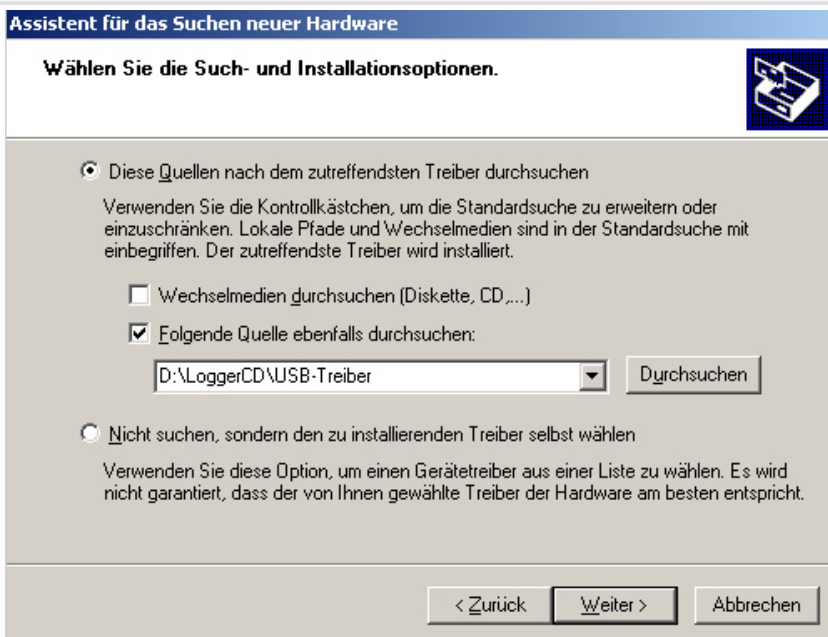 Assistent für das Suchen neuer Hardware
Wählen Sie die Such- und Installationsoptionen.
Diese Quellen nach dem zutreffendsten Treiber durchsuchen
Verwenden Sie die Kontrollkästchen, um die Standardsuche zu erweitern oder
einzuschränken. Lokale Pfade und Wechselmedien sind in der Standardsuche mit
einbegriffen. Der zutreffendste Treiber wird installiert.
Wechselmedien durchsuchen (Diskette, CD,...)
Folgende Quelle ebenfalls durchsuchen:
D:\LoggerCD\USB-Treiber
Durchsuchen
Nicht suchen, sondern den zu installierenden Treiber selbst wählen
Verwenden Sie diese Option, um einen Gerätetreiber aus einer Liste zu wählen. Es wird
nicht garantiert, dass der von Ihnen gewählte Treiber der Hardware am besten entspricht.
< Zurück
Weiter >
Abbrechen